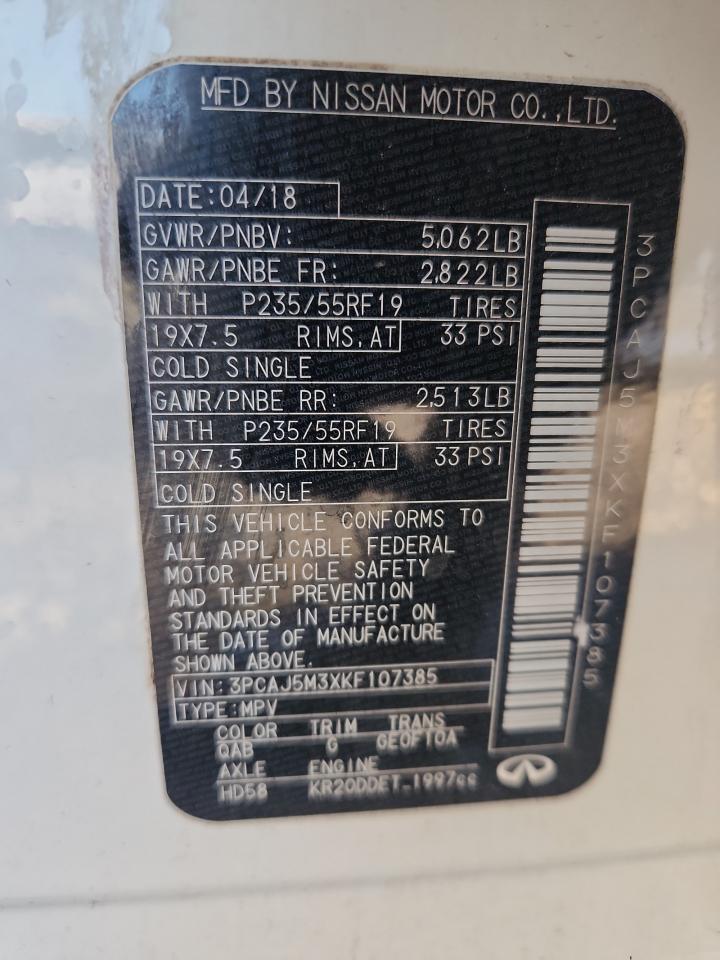 MFD BY NISSAN MOTOR CO.,LTD.
DATE:04/18
GVWR/PNBV: 5,062LB
GAWR/PNBE FR: 2,822LB
WITH P235/55RF19 TIRES
19X7.5 RIMS,AT 33 PSI
COLD SINGLE
GAWR/PNBE RR: 2,513LB
WITH P235/55RF19 TIRES
19X7.5 RIMS,AT 33 PSI
COLD SINGLE
THIS VEHICLE CONFORMS TO
ALL APPLICABLE FEDERAL
MOTOR VEHICLE SAFETY
AND THEFT PREVENTION
STANDARDS IN EFFECT ON
THE DATE OF MANUFACTURE
SHOWN ABOVE.
VIN:3PCAJ5M3XKF107385
TYPE:MPV
COLOR TRIM TRANS
QAB G GE0F10A
AXLE ENGINE
HD58 KR20DDET 1997cc
3PCAJ5M3XKF107385